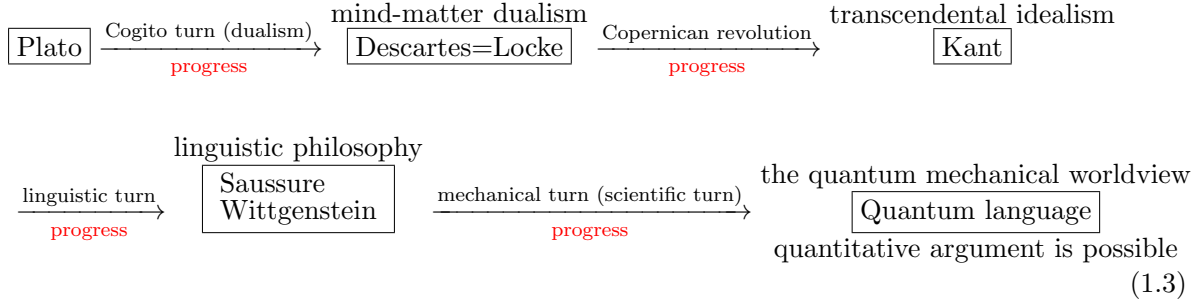 mind-matter dualism transcendental idealism
Plato Cogito turn (dualism) progress Descartes=Locke Copernican revolution progress Kant
linguistic philosophy
linguistic turn progress Saussure Wittgenstein mechanical turn (scientific turn) progress the quantum mechanical worldview
Quantum language
quantitative argument is possible
(1.3)